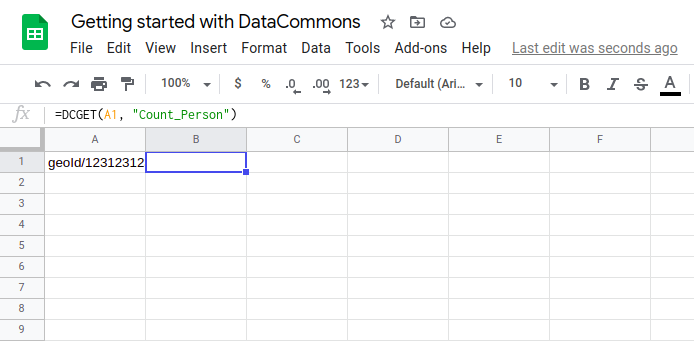 Getting started with DataCommons
File Edit View Insert Format Data Tools Add-ons Help Last edit was seconds ago
100% $ % .0 .00 123 Default (Ari... 10 B I S A
fx =DCGET(A1, "Count_Person")
A B C D E F
1 geoId/12312312
2
3
4
5
6
7
8
9